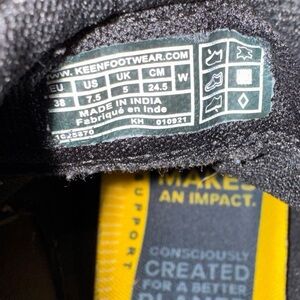 WWW.KEENFOOTWEAR.COM
EU US UK CM W
38 7.5 5 24.5
MADE IN INDIA
Fabriqué en Inde
KH 010921
SUPPORT
MAKES
AN IMPACT.
CONSCIOUSLY
CREATED
FOR A BETTER